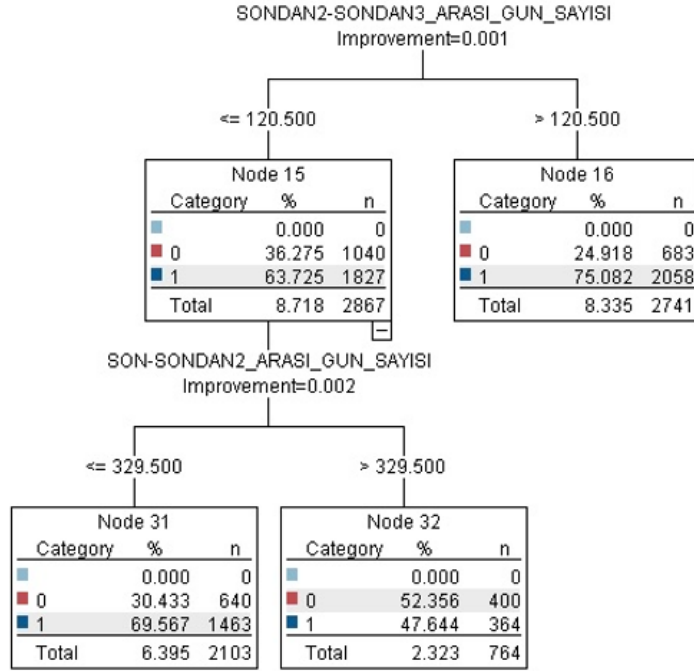 SONDAN2-SONDAN3_ARASI_GUN_SAYISI
Improvement=0.001
<= 120.500
> 120.500
Node 15
Category % n
0.000 0
0 36.275 1040
1 63.725 1827
Total 8.718 2867
Node 16
Category % n
0.000 0
0 24.918 683
1 75.082 2058
Total 8.335 2741
SON-SONDAN2_ARASI_GUN_SAYISI
Improvement=0.002
<= 329.500
> 329.500
Node 31
Category % n
0.000 0
0 30.433 640
1 69.567 1463
Total 6.395 2103
Node 32
Category % n
0.000 0
0 52.356 400
1 47.644 364
Total 2.323 764